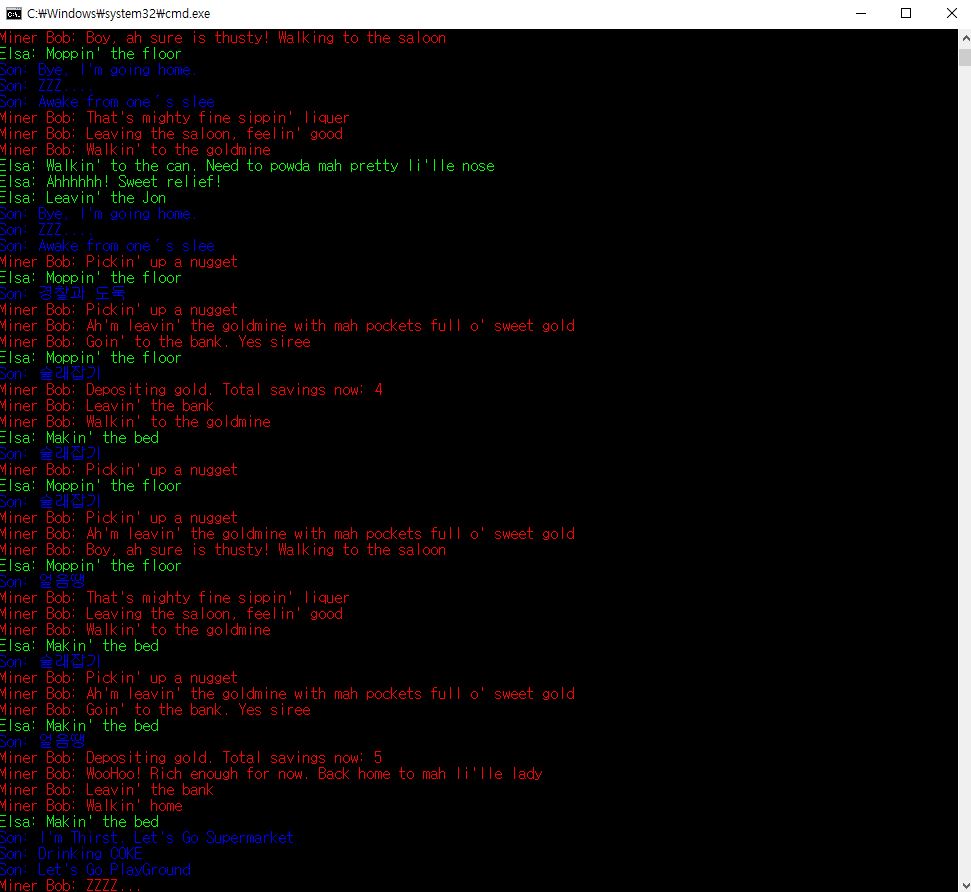 C:₩Windows₩system32₩cmd.exe
Miner Bob: Boy, ah sure is thusty! Walking to the saloon
Elsa: Moppin' the floor
Son: Bye. I'm going home.
Son: ZZZ....
Son: Awake from one´s slee
Miner Bob: That's mighty fine sippin' liquer
Miner Bob: Leaving the saloon, feelin' good
Miner Bob: Walkin' to the goldmine
Elsa: Walkin' to the can. Need to powda mah pretty li'lle nose
Elsa: Ahhhhhh! Sweet relief!
Elsa: Leavin' the Jon
Son: Bye. I'm going home.
Son: ZZZ....
Son: Awake from one´s slee
Miner Bob: Pickin' up a nugget
Elsa: Moppin' the floor
Son: 경찰과 도둑
Miner Bob: Pickin' up a nugget
Miner Bob: Ah'm leavin' the goldmine with mah pockets full o' sweet gold
Miner Bob: Goin' to the bank. Yes siree
Elsa: Moppin' the floor
Son: 술래잡기
Miner Bob: Depositing gold. Total savings now: 4
Miner Bob: Leavin' the bank
Miner Bob: Walkin' to the goldmine
Elsa: Makin' the bed
Son: 술래잡기
Miner Bob: Pickin' up a nugget
Elsa: Moppin' the floor
Son: 술래잡기
Miner Bob: Pickin' up a nugget
Miner Bob: Ah'm leavin' the goldmine with mah pockets full o' sweet gold
Miner Bob: Boy, ah sure is thusty! Walking to the saloon
Elsa: Moppin' the floor
Son: 얼음땡
Miner Bob: That's mighty fine sippin' liquer
Miner Bob: Leaving the saloon, feelin' good
Miner Bob: Walkin' to the goldmine
Elsa: Makin' the bed
Son: 술래잡기
Miner Bob: Pickin' up a nugget
Miner Bob: Ah'm leavin' the goldmine with mah pockets full o' sweet gold
Miner Bob: Goin' to the bank. Yes siree
Elsa: Makin' the bed
Son: 얼음땡
Miner Bob: Depositing gold. Total savings now: 5
Miner Bob: WooHoo! Rich enough for now. Back home to mah li'lle lady
Miner Bob: Leavin' the bank
Miner Bob: Walkin' home
Elsa: Makin' the bed
Son: I'm Thirst. Let's Go Supermarket
Son: Drinking COKE
Son: Let's Go PlayGround
Miner Bob: ZZZZ...